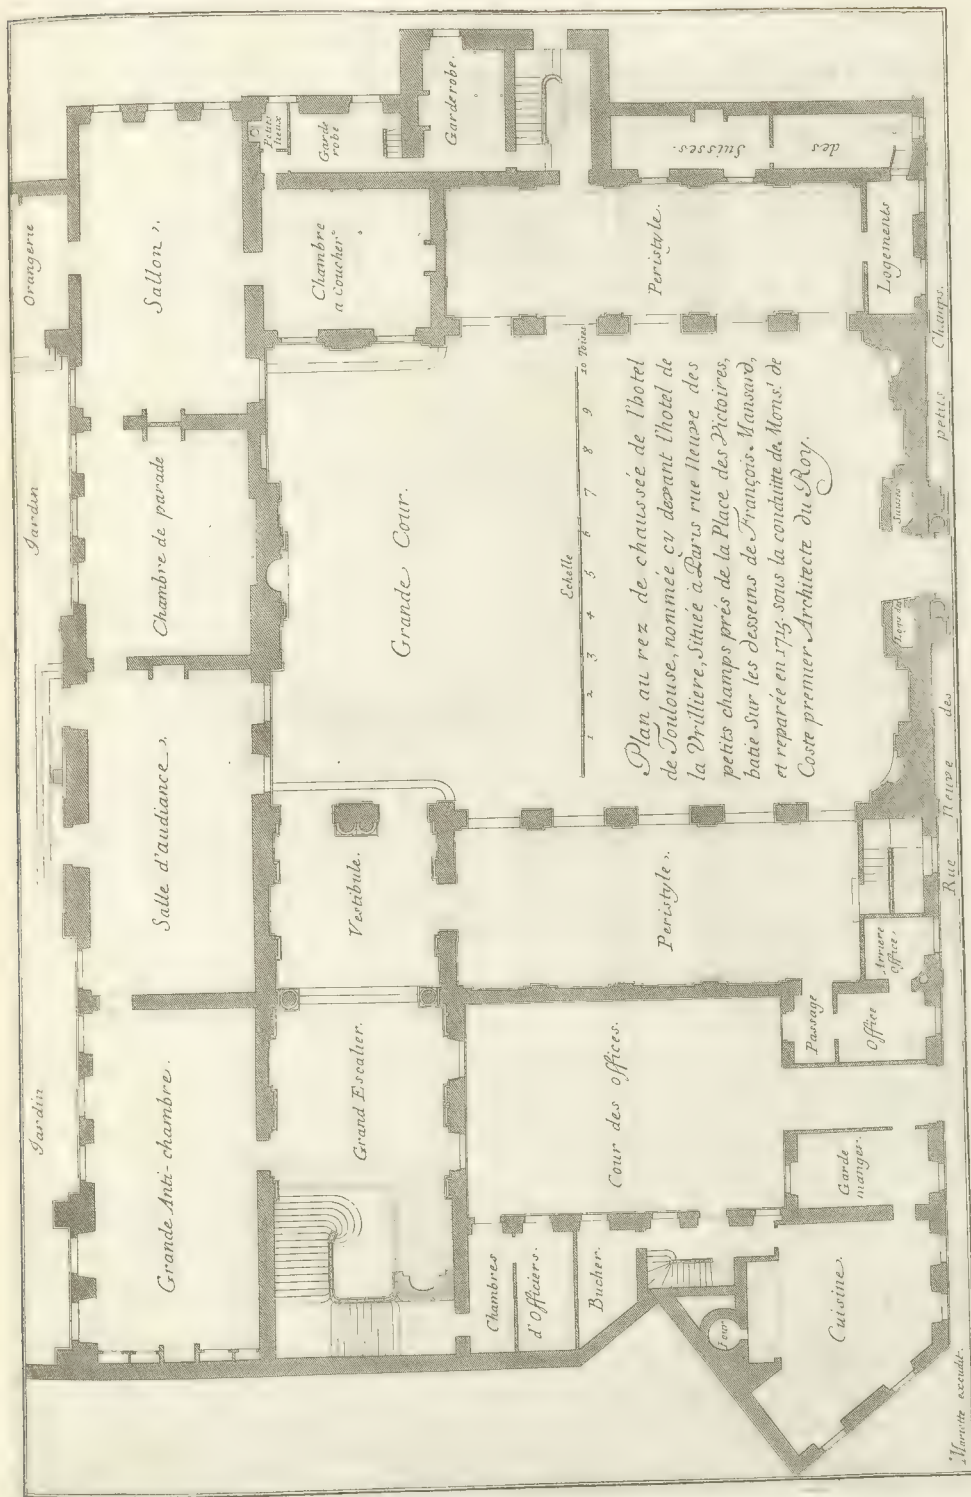 Jardin
Jardin
Orangerie
Grande Anti-chambre.
Salle d'audiance.
Chambre de parade
Sallon.
Petits
lieux
Garde
robe
Garderobe.
Grand Escalier.
Vestibule.
Grande Cour.
Chambre
a coucher
Chambres
d'Officiers.
Bucher.
Cour des offices.
Peristyle.
Peristyle.
Suisses.
des
Logements
Echelle
1 2 3 4 5 6 7 8 9 10 Toises
Plan au rez de chaussée de l'hotel
de Toulouse, nommée cy devant l'hotel de
la Vrilliere, Située à Paris rue Neuve des
petits champs prés de la Place des Victoires,
batie sur les desseins de François Mansard,
et reparée en 1715. sous la conduitte de Mons.r de
Coste premier Architecte du Roy.
Four
Cuisine.
Garde
manger.
Passage
Office
Arriere
office.
Suisses
Rue Neuve des petits Champs.
Mariette excudit.